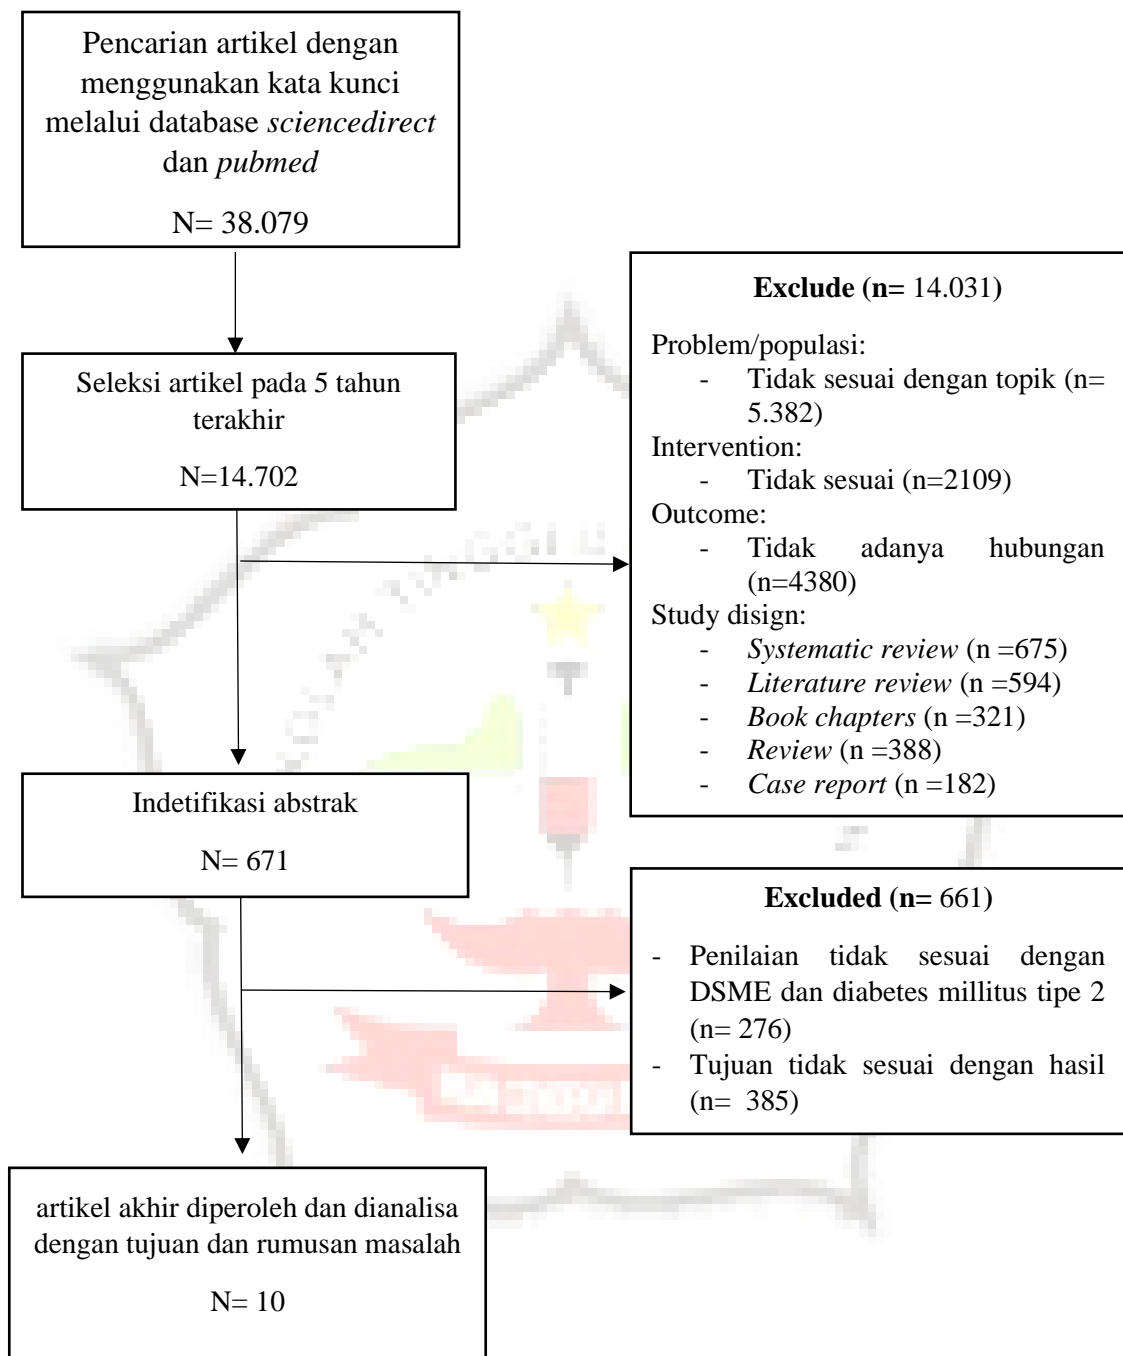 Pencarian artikel dengan
menggunakan kata kunci
melalui database sciencedirect
dan pubmed
N= 38.079
Seleksi artikel pada 5 tahun
terakhir
N=14.702
Exclude (n= 14.031)
Problem/populasi:
- Tidak sesuai dengan topik (n=
5.382)
Intervention:
- Tidak sesuai (n=2109)
Outcome:
- Tidak adanya hubungan
(n=4380)
Study disign:
- Systematic review (n =675)
- Literature review (n =594)
- Book chapters (n =321)
- Review (n =388)
- Case report (n =182)
Indetifikasi abstrak
N= 671
Excluded (n= 661)
- Penilaian tidak sesuai dengan
DSME dan diabetes millitus tipe 2
(n= 276)
- Tujuan tidak sesuai dengan hasil
(n= 385)
artikel akhir diperoleh dan dianalisa
dengan tujuan dan rumusan masalah
N= 10